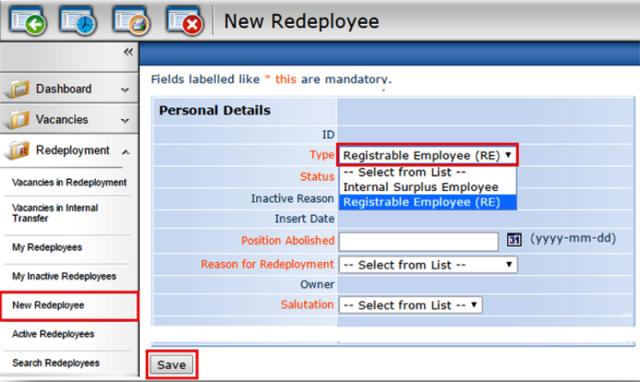 New Redeployee
«
Dashboard
Vacancies
Redeployment
Vacancies in Redeployment
Vacancies in Internal
Transfer
My Redeployees
My Inactive Redeployees
New Redeployee
Active Redeployees
Search Redeployees
Fields labelled like * this are mandatory.
Personal Details
ID
Type Registrable Employee (RE)
-- Select from List --
Status Internal Surplus Employee
Inactive Reason Registrable Employee (RE)
Insert Date
Position Abolished 31 (yyyy-mm-dd)
Reason for Redeployment -- Select from List --
Owner
Salutation -- Select from List --
Save